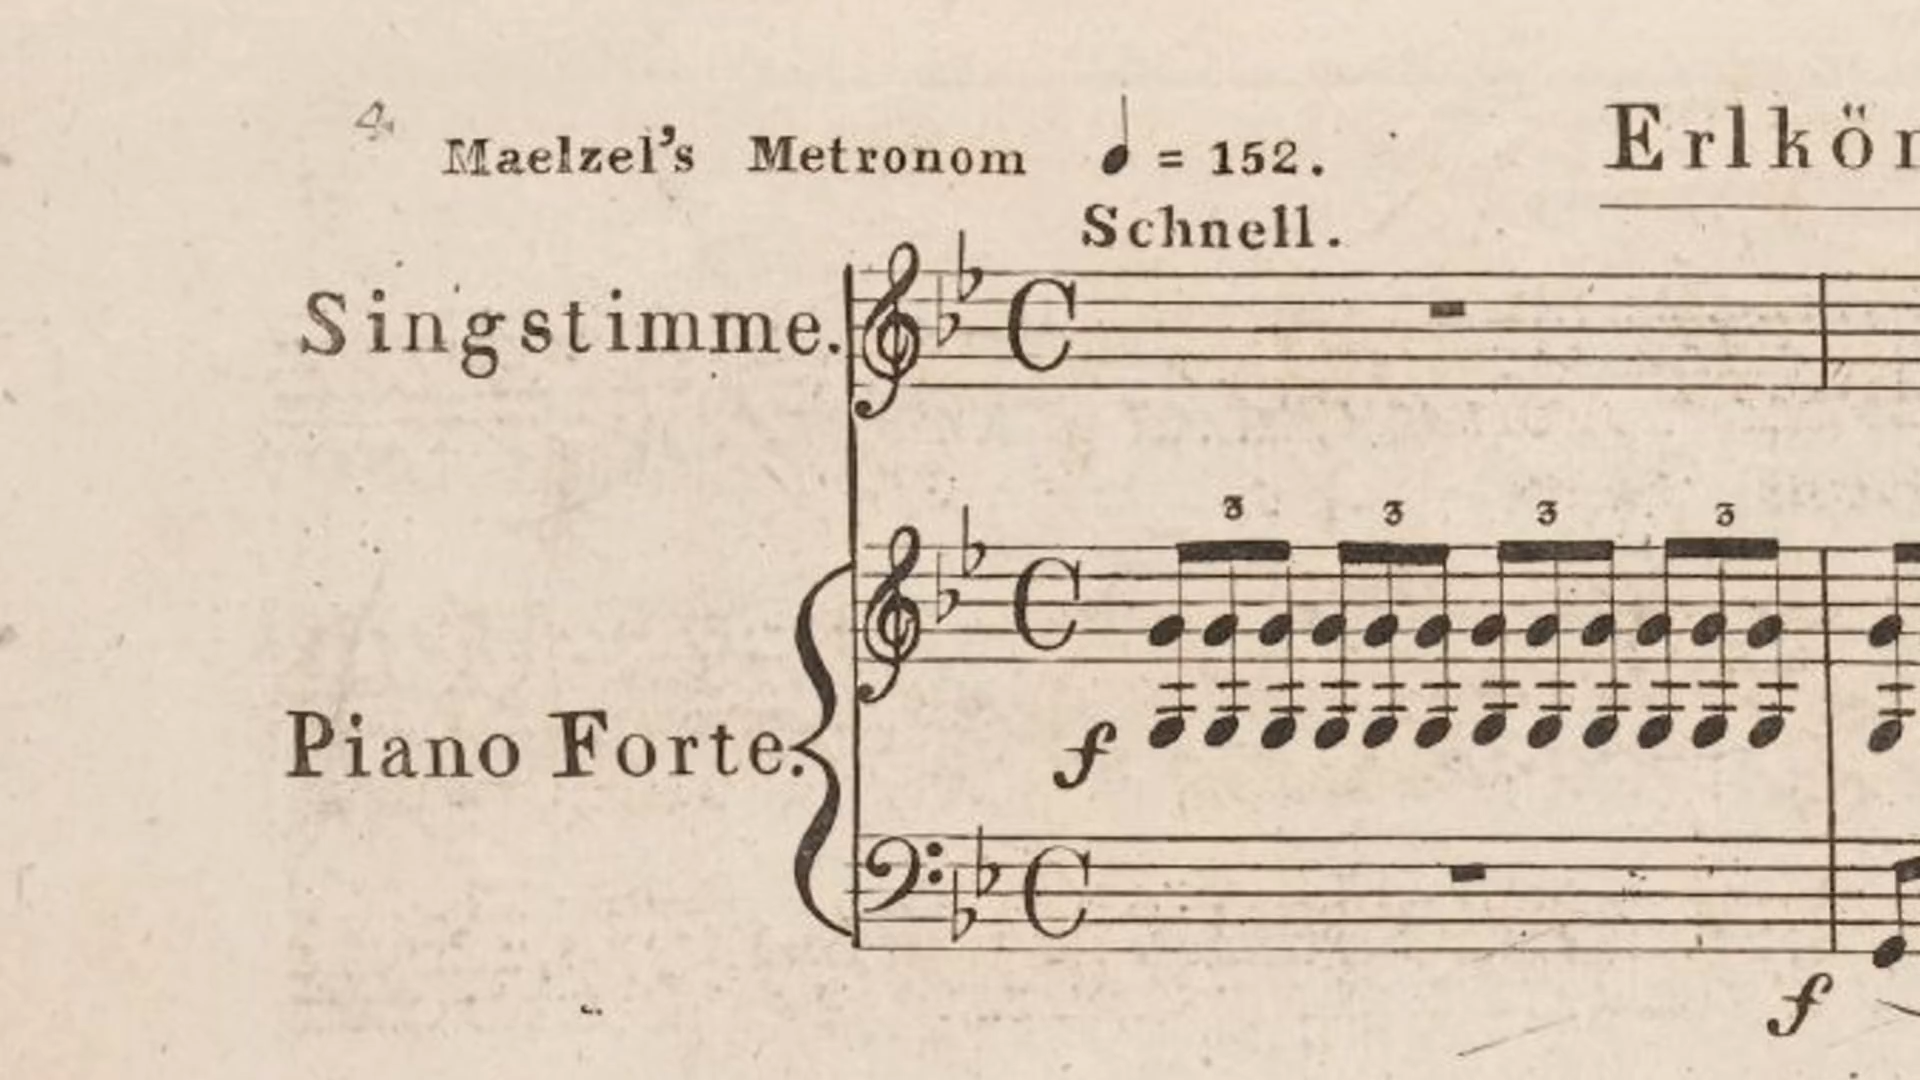 4.
Maelzel's Metronom ♩ = 152. Erlkön
Schnell.
Singstimme.
3 3 3 3
Piano Forte.
f
f